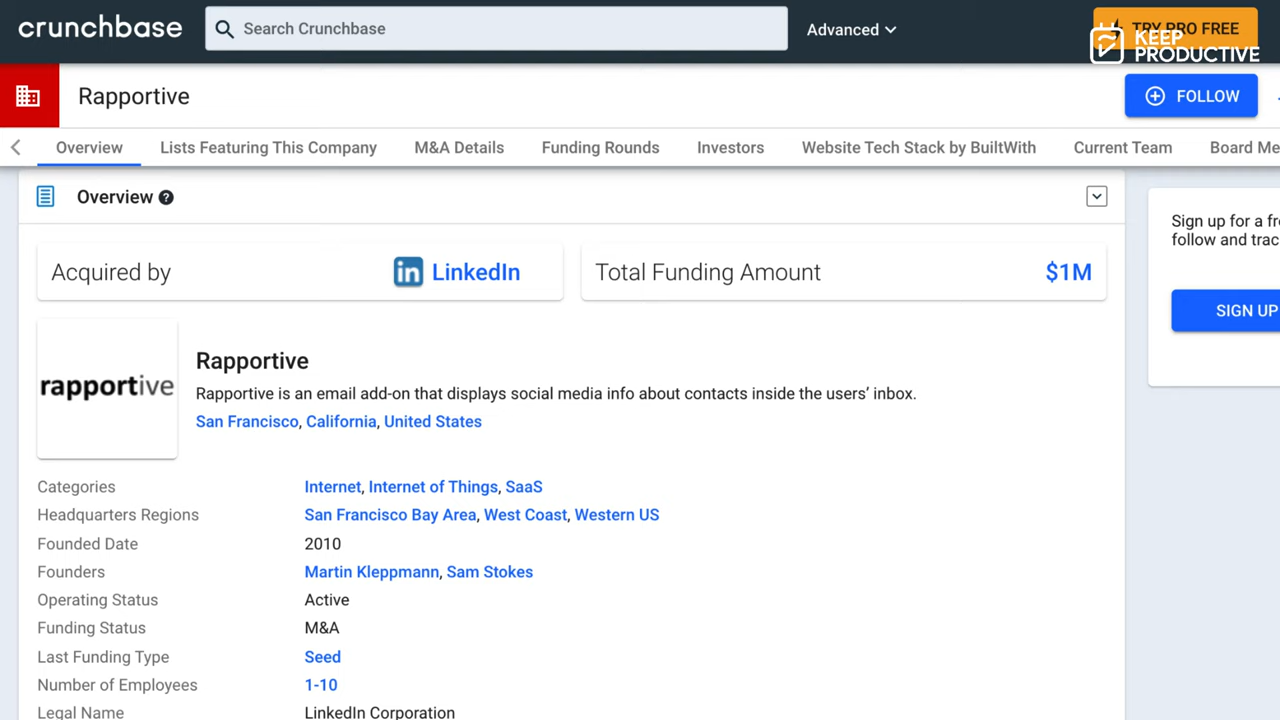 crunchbase
Search Crunchbase
Advanced
TRY PRO FREE
KEEP
PRODUCTIVE
Rapportive
FOLLOW
Overview
Lists Featuring This Company
M&A Details
Funding Rounds
Investors
Website Tech Stack by BuiltWith
Current Team
Board Me
Overview
Acquired by
LinkedIn
Total Funding Amount
$1M
Sign up for a fr
follow and trac
SIGN UP
rapportive
Rapportive
Rapportive is an email add-on that displays social media info about contacts inside the users’ inbox.
San Francisco, California, United States
Categories
Internet, Internet of Things, SaaS
Headquarters Regions
San Francisco Bay Area, West Coast, Western US
Founded Date
2010
Founders
Martin Kleppmann, Sam Stokes
Operating Status
Active
Funding Status
M&A
Last Funding Type
Seed
Number of Employees
1-10
Legal Name
LinkedIn Corporation